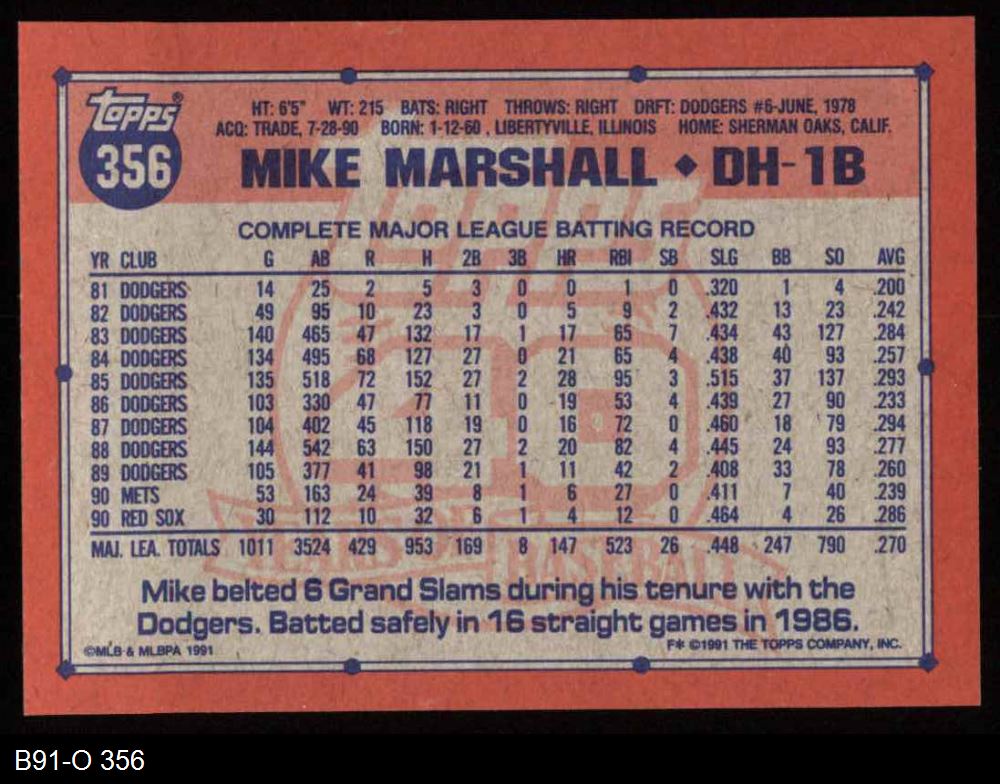 topps®
356
HT: 6'5" WT: 215 BATS: RIGHT THROWS: RIGHT DRFT: DODGERS #6-JUNE, 1978
ACQ: TRADE, 7-28-90 BORN: 1-12-60 , LIBERTYVILLE, ILLINOIS HOME: SHERMAN OAKS, CALIF.
MIKE MARSHALL ◆ DH-1B
TOPPS
40
YEARS OF BASEBALL
COMPLETE MAJOR LEAGUE BATTING RECORD
YR CLUB G AB R H 2B 3B HR RBI SB SLG BB SO AVG
81 DODGERS 14 25 2 5 3 0 0 1 0 .320 1 4 .200
82 DODGERS 49 95 10 23 3 0 5 9 2 .432 13 23 .242
83 DODGERS 140 465 47 132 17 1 17 65 7 .434 43 127 .284
84 DODGERS 134 495 68 127 27 0 21 65 4 .438 40 93 .257
85 DODGERS 135 518 72 152 27 2 28 95 3 .515 37 137 .293
86 DODGERS 103 330 47 77 11 0 19 53 4 .439 27 90 .233
87 DODGERS 104 402 45 118 19 0 16 72 0 .460 18 79 .294
88 DODGERS 144 542 63 150 27 2 20 82 4 .445 24 93 .277
89 DODGERS 105 377 41 98 21 1 11 42 2 .408 33 78 .260
90 METS 53 163 24 39 8 1 6 27 0 .411 7 40 .239
90 RED SOX 30 112 10 32 6 1 4 12 0 .464 4 26 .286
MAJ. LEA. TOTALS 1011 3524 429 953 169 8 147 523 26 .448 247 790 .270
Mike belted 6 Grand Slams during his tenure with the
Dodgers. Batted safely in 16 straight games in 1986.
©MLB & MLBPA 1991
F* ©1991 THE TOPPS COMPANY, INC.
B91-O 356